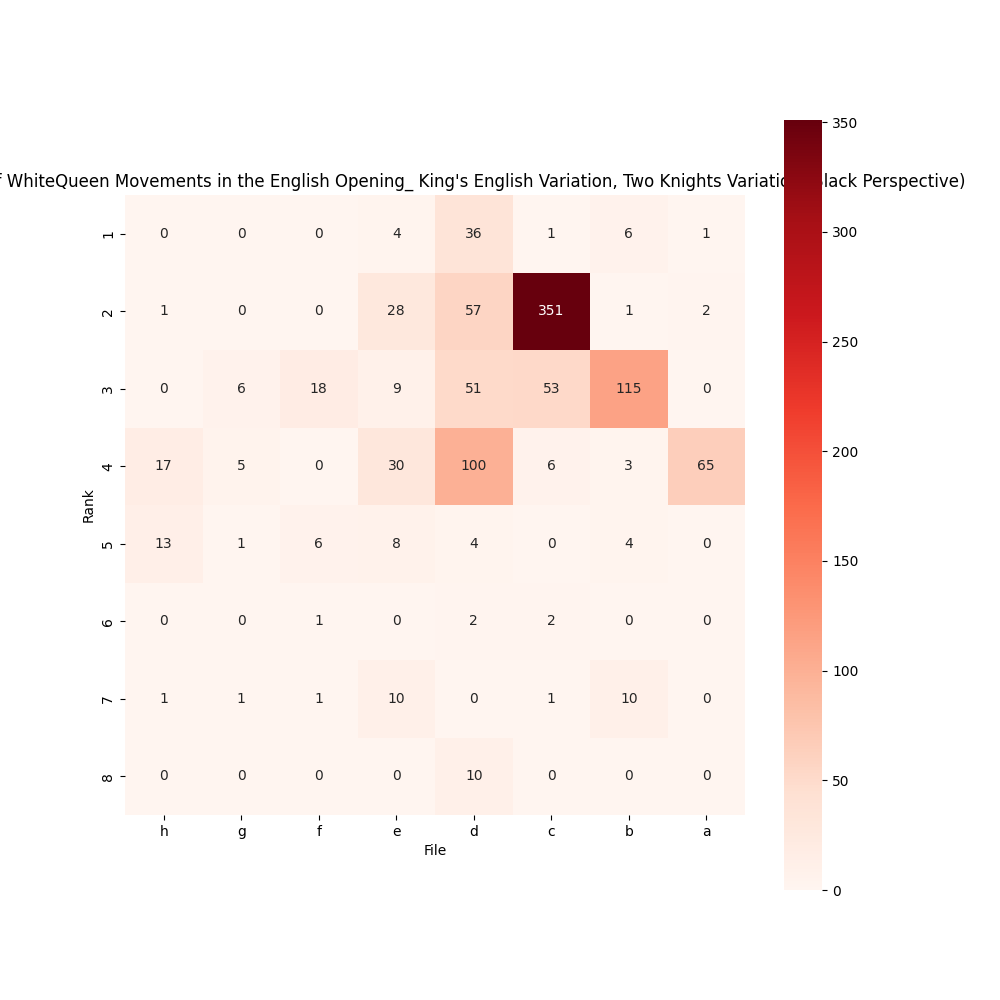 WhiteQueen Movements in the English Opening_ King's English Variation, Two Knights Perspective)
350
300
250
200
150
100
50
0
Rank
1 0 0 0 4 36 1 6 1
2 1 0 0 28 57 351 1 2
3 0 6 18 9 51 53 115 0
4 17 5 0 30 100 6 3 65
5 13 1 6 8 4 0 4 0
6 0 0 1 0 2 2 0 0
7 1 1 1 10 0 1 10 0
8 0 0 0 0 10 0 0 0
h g f e d c b a
File